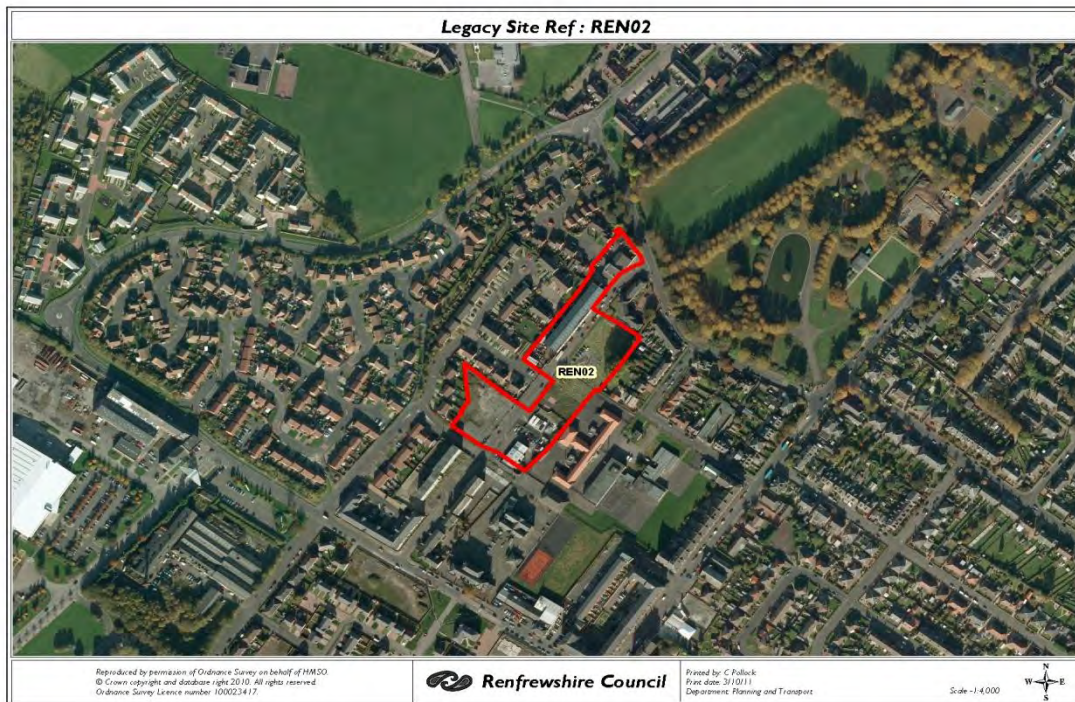 Legacy Site Ref : REN02
REN02
Reproduced by permission of Ordnance Survey on behalf of HMSO.
© Crown copyright and database right 2010. All rights reserved.
Ordnance Survey Licence number 100023417.
Renfrewshire Council
Printed by: C Pollock
Print date: 3/10/11
Department: Planning and Transport
Scale -1:4,000
N
W E
S